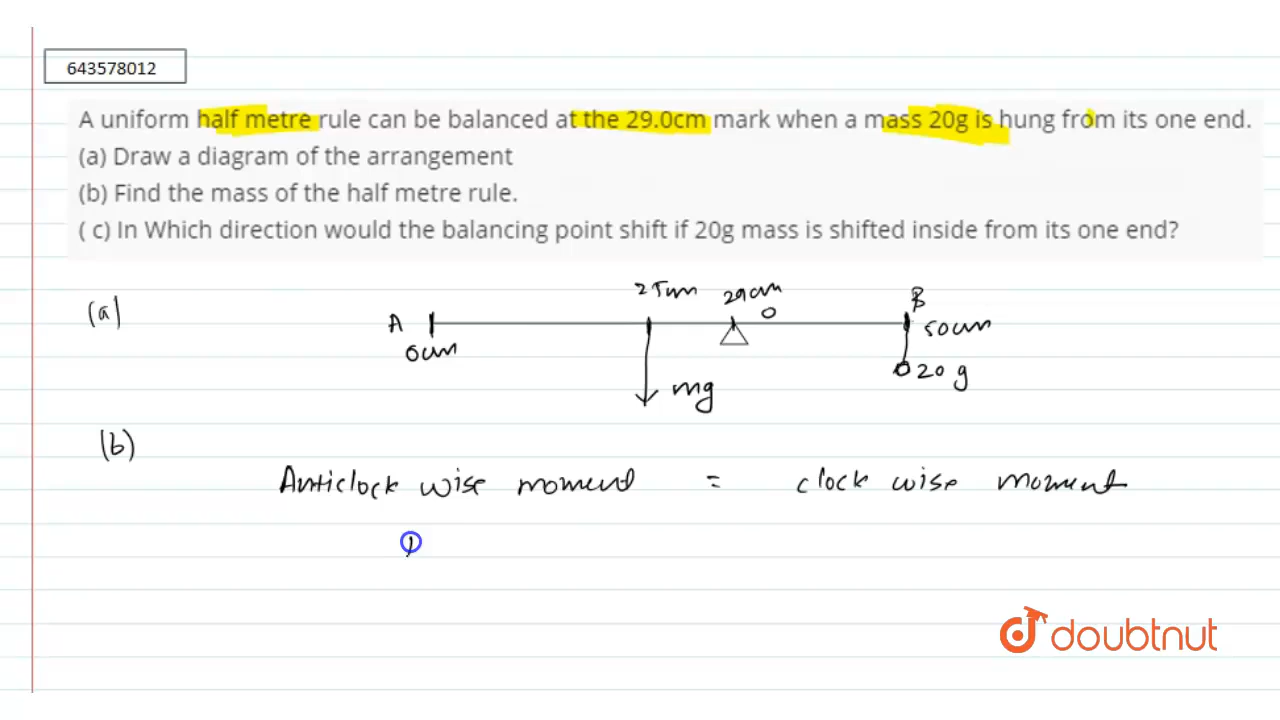 643578012
A uniform half metre rule can be balanced at the 29.0cm mark when a mass 20g is hung from its one end.
(a) Draw a diagram of the arrangement
(b) Find the mass of the half metre rule.
( c) In Which direction would the balancing point shift if 20g mass is shifted inside from its one end?
(a)
25cm 29cm B
A O
0cm 50cm
20g
mg
(b)
Anticlock wise moment = clock wise moment
doubtnut